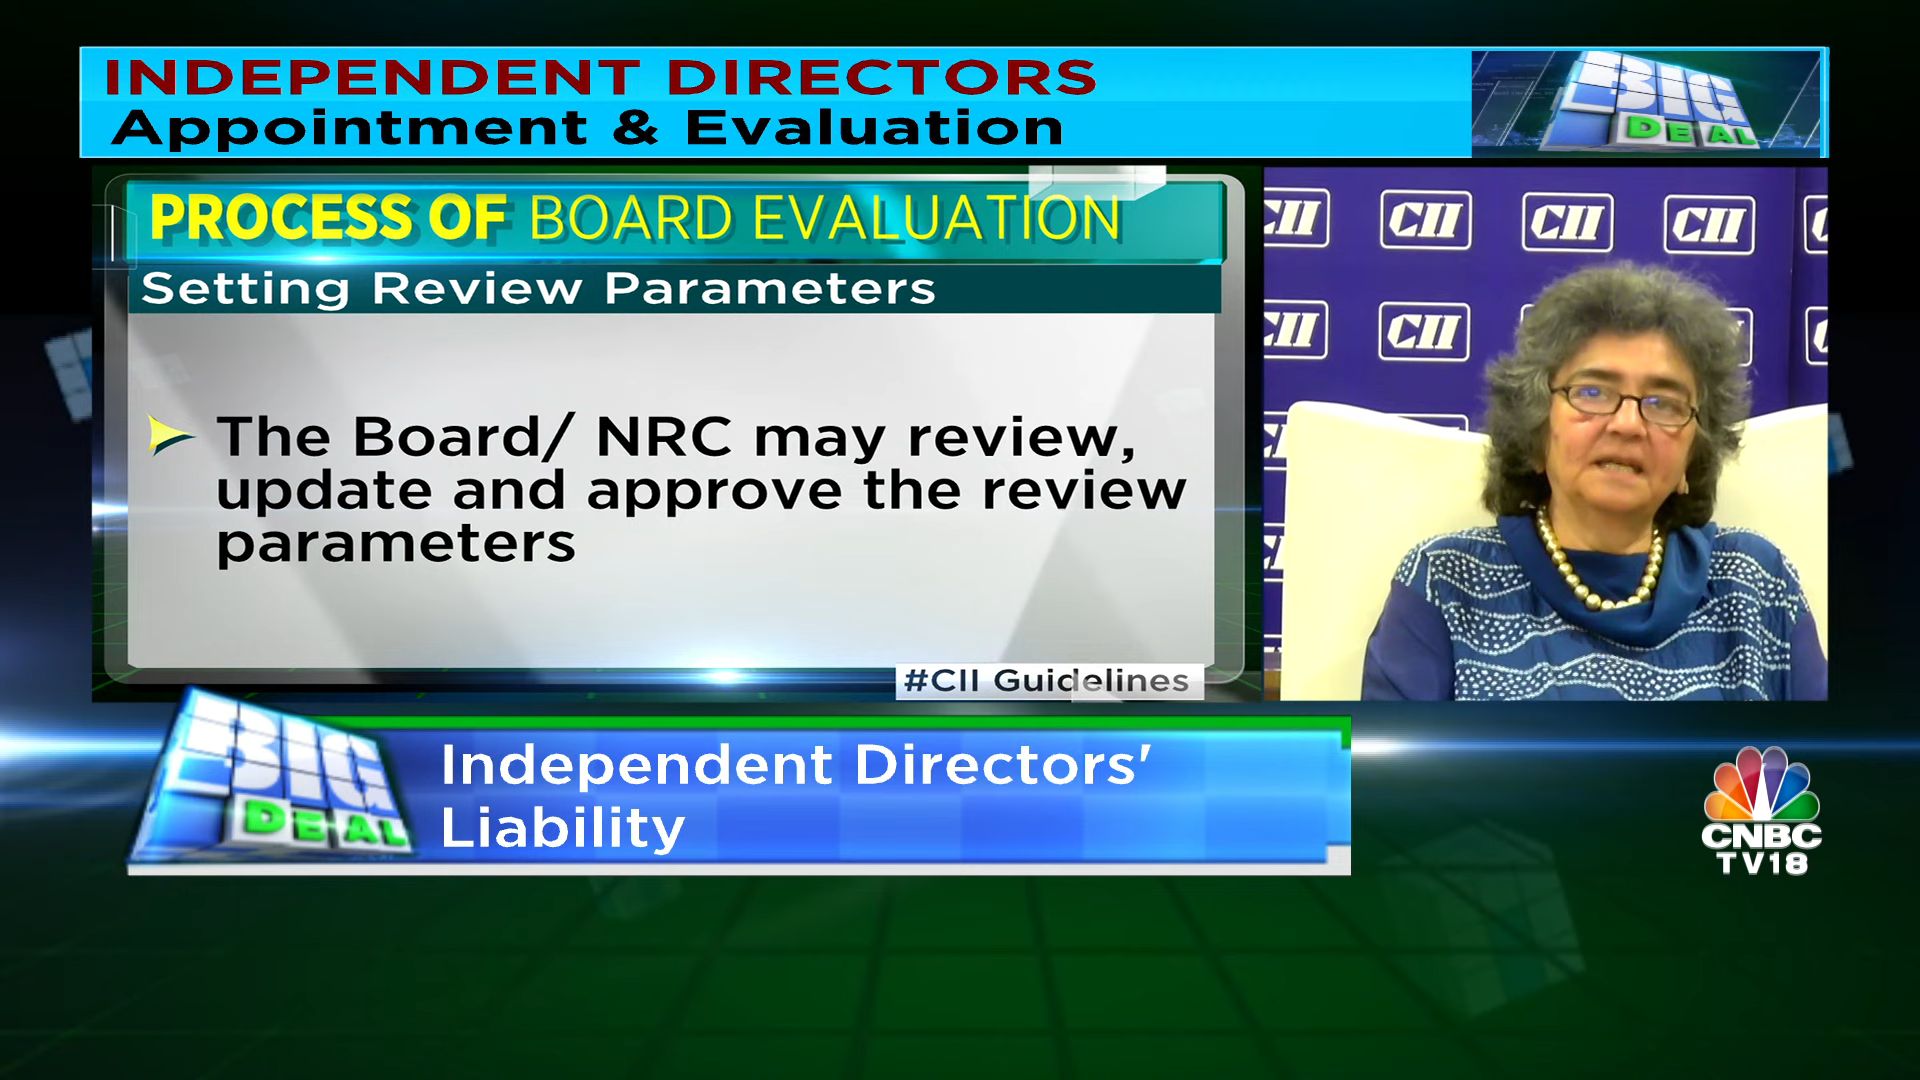 INDEPENDENT DIRECTORS
Appointment & Evaluation
BIG
DEAL
PROCESS OF BOARD EVALUATION
Setting Review Parameters
The Board/ NRC may review,
update and approve the review
parameters
#CII Guidelines
CII CII CII CII
CII CII
BIG
DEAL
Independent Directors'
Liability
CNBC
TV18